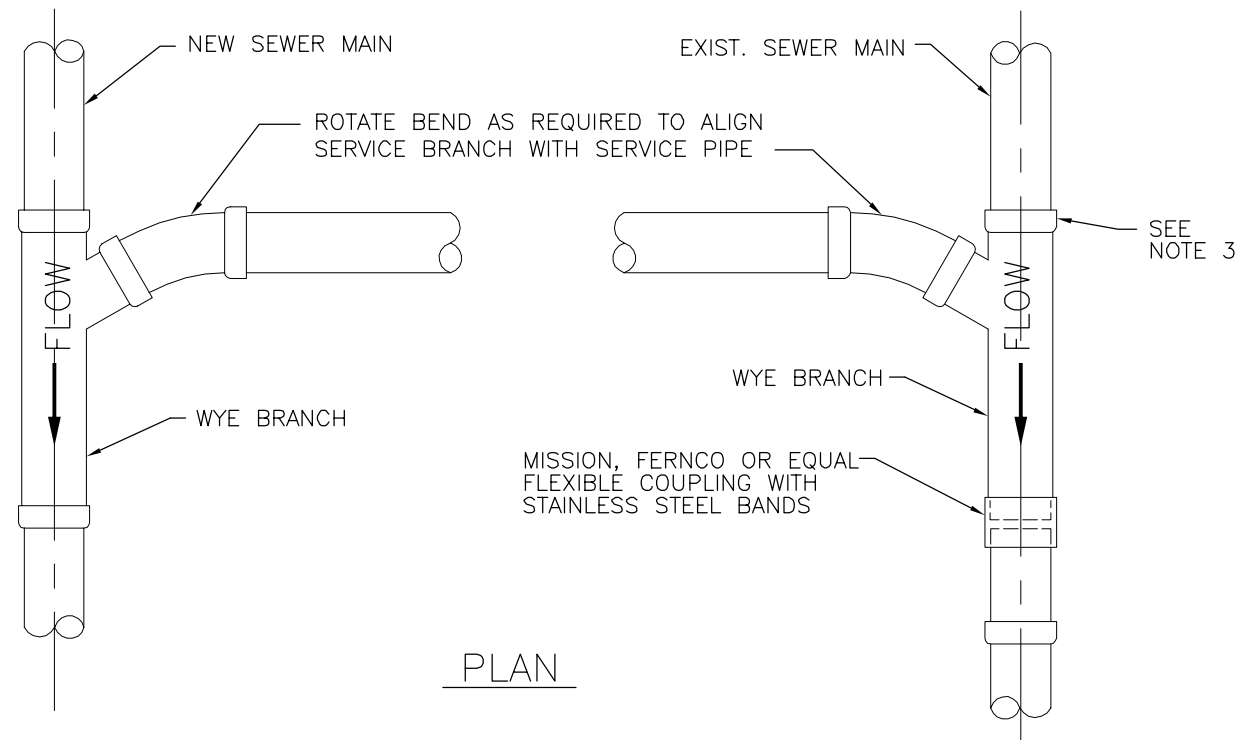 NEW SEWER MAIN
EXIST. SEWER MAIN
ROTATE BEND AS REQUIRED TO ALIGN
SERVICE BRANCH WITH SERVICE PIPE
SEE
NOTE 3
FLOW
FLOW
WYE BRANCH
WYE BRANCH
MISSION, FERNCO OR EQUAL
FLEXIBLE COUPLING WITH
STAINLESS STEEL BANDS
PLAN